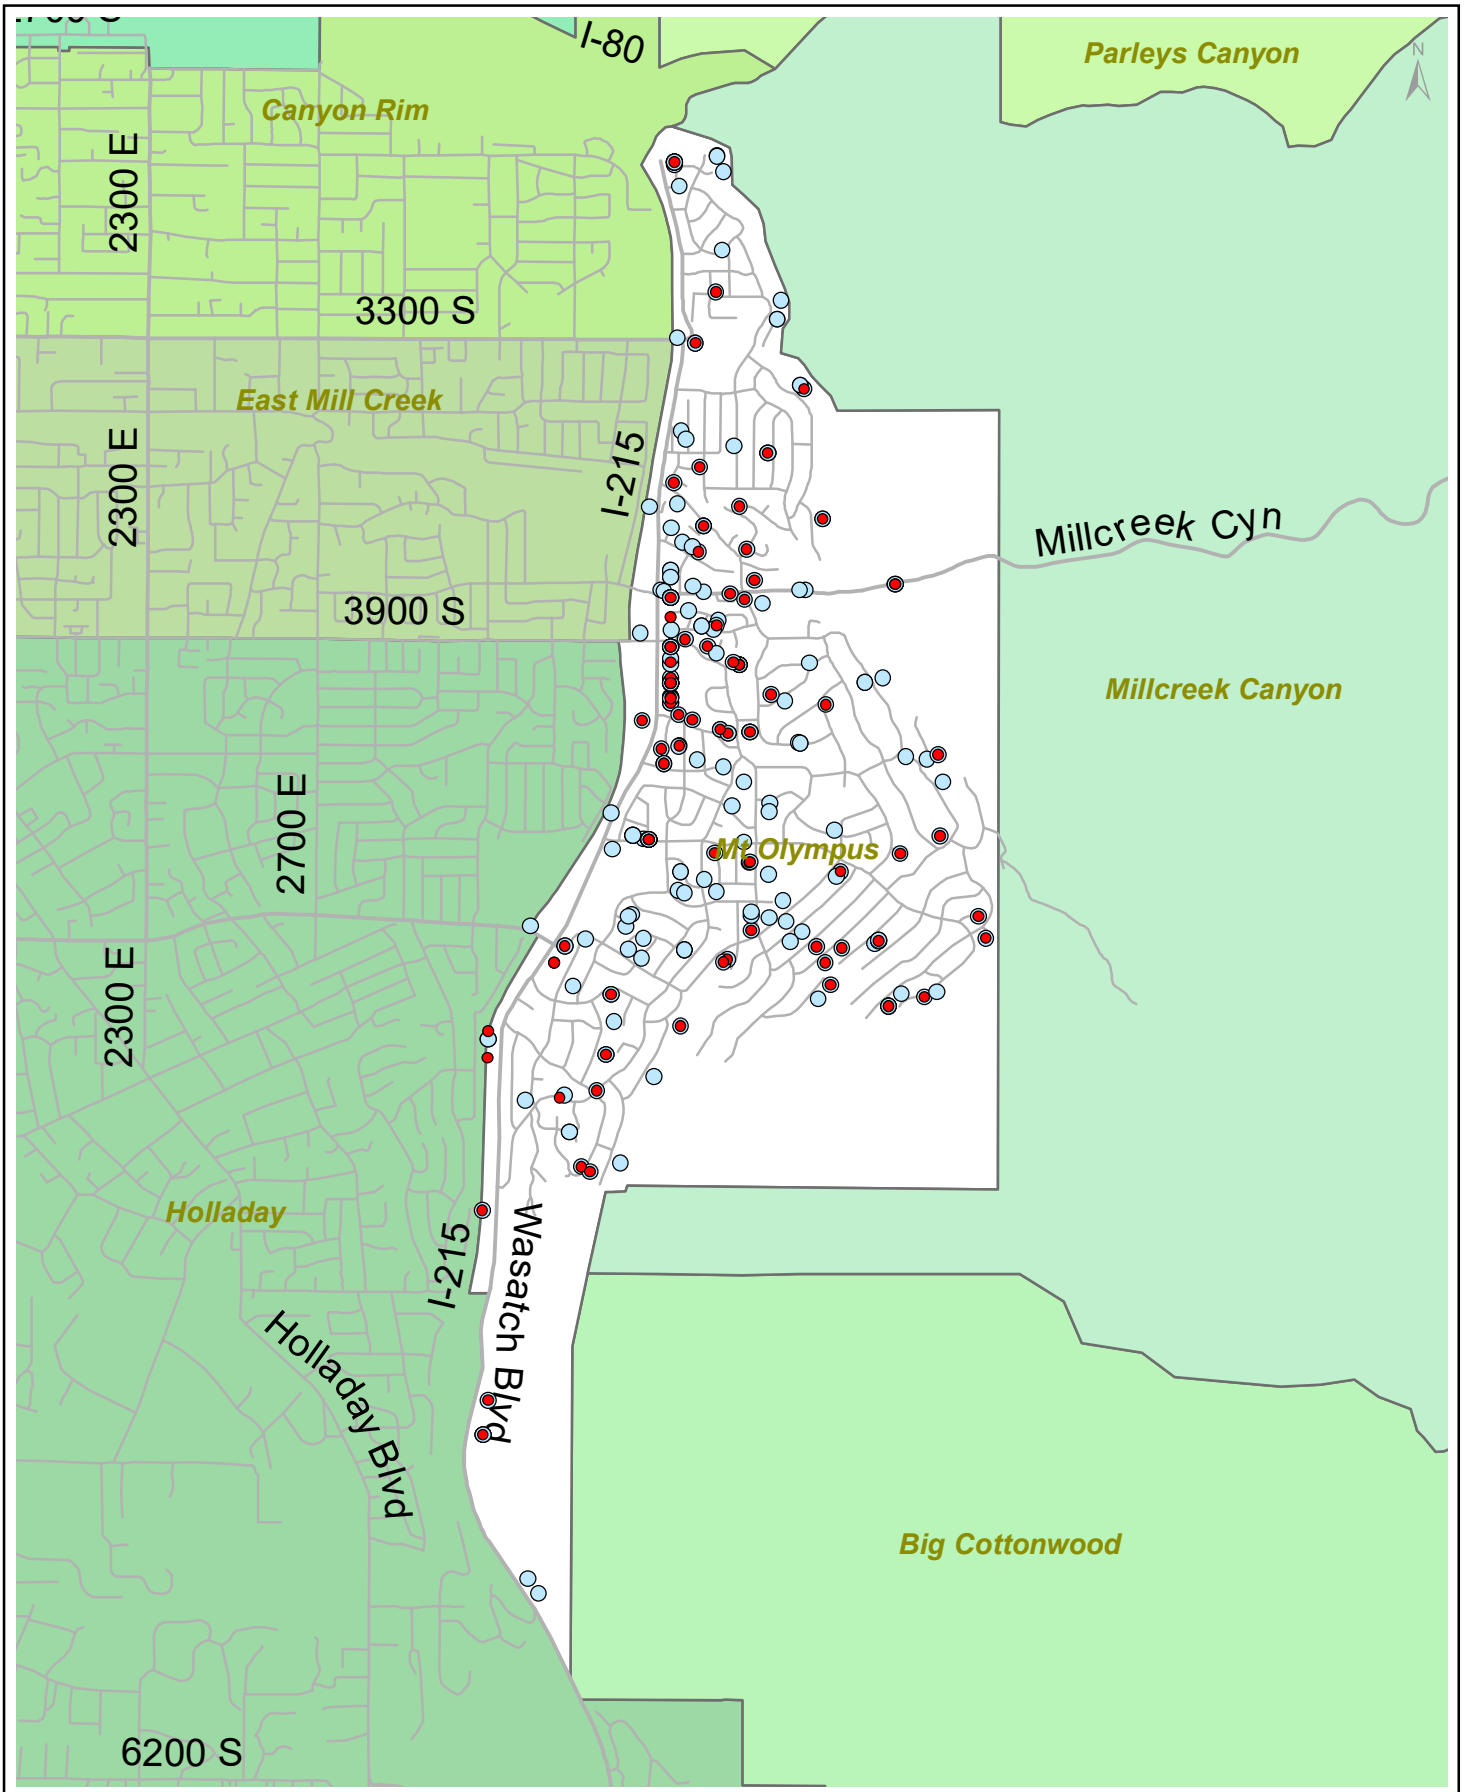 I-80
Parleys Canyon
N
Canyon Rim
2300 E
3300 S
East Mill Creek
2300 E
I-215
Millcreek Cyn
3900 S
Millcreek Canyon
2700 E
Mt Olympus
2300 E
Holladay
I-215
Wasatch Blvd
Holladay Blvd
Big Cottonwood
6200 S